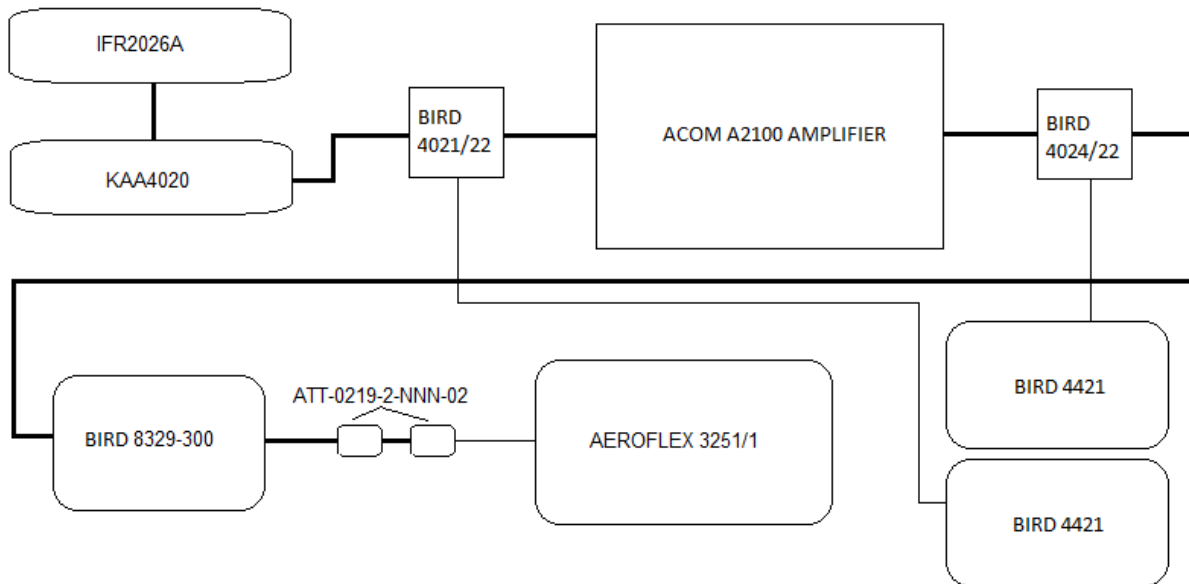 IFR2026A
KAA4020
BIRD
4021/22
ACOM A2100 AMPLIFIER
BIRD
4024/22
BIRD 8329-300
ATT-0219-2-NNN-02
AEROFLEX 3251/1
BIRD 4421
BIRD 4421